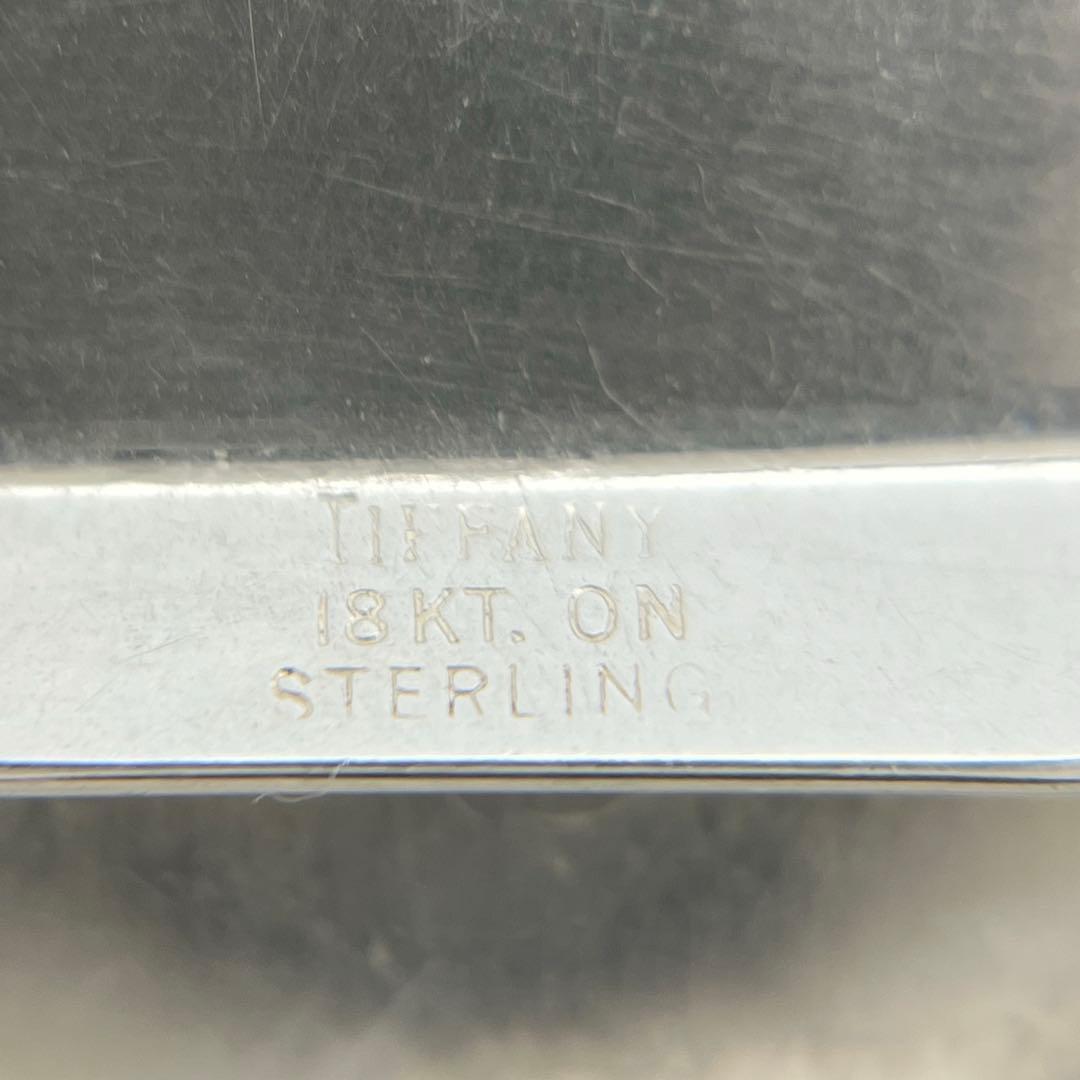 TIFFANY
18KT. ON
STERLING